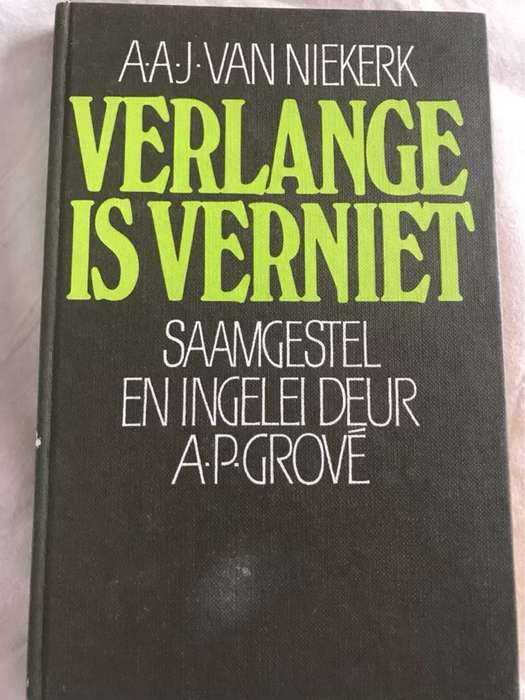 A·A·J·VAN NIEKERK
VERLANGE
IS VERNIET
SAAMGESTEL
EN INGELEI DEUR
A·P·GROVÉ